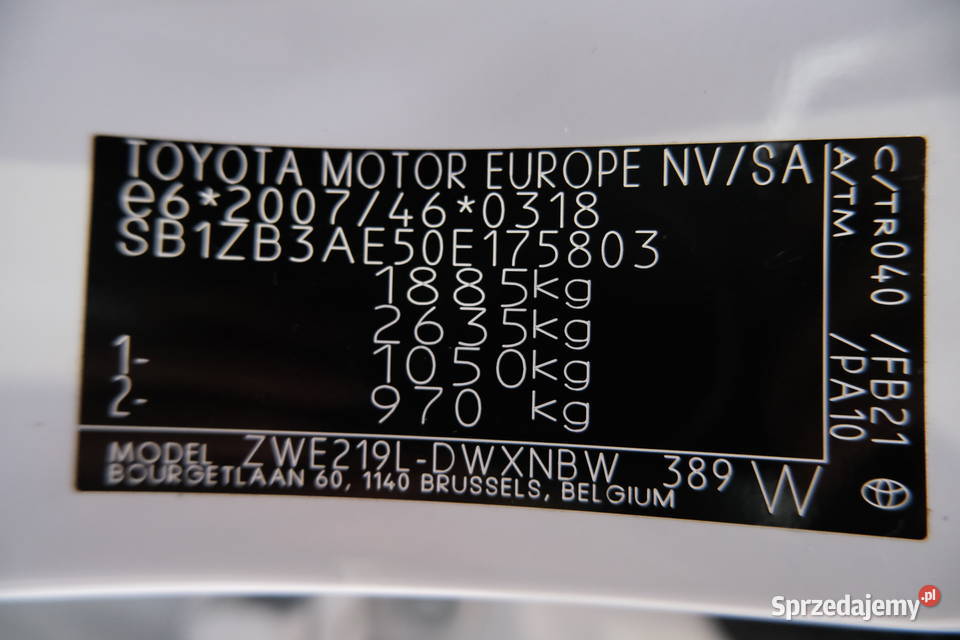 TOYOTA MOTOR EUROPE NV/SA
e6*2007/46*0318
SB1ZB3AE50E175803
1885kg
2635kg
1- 1050kg
2- 970 kg
MODEL ZWE219L-DWXNBW 389 W
BOURGETLAAN 60, 1140 BRUSSELS, BELGIUM
C/TR040 /FB21
A/TM /PA10
Sprzedajemy.pl